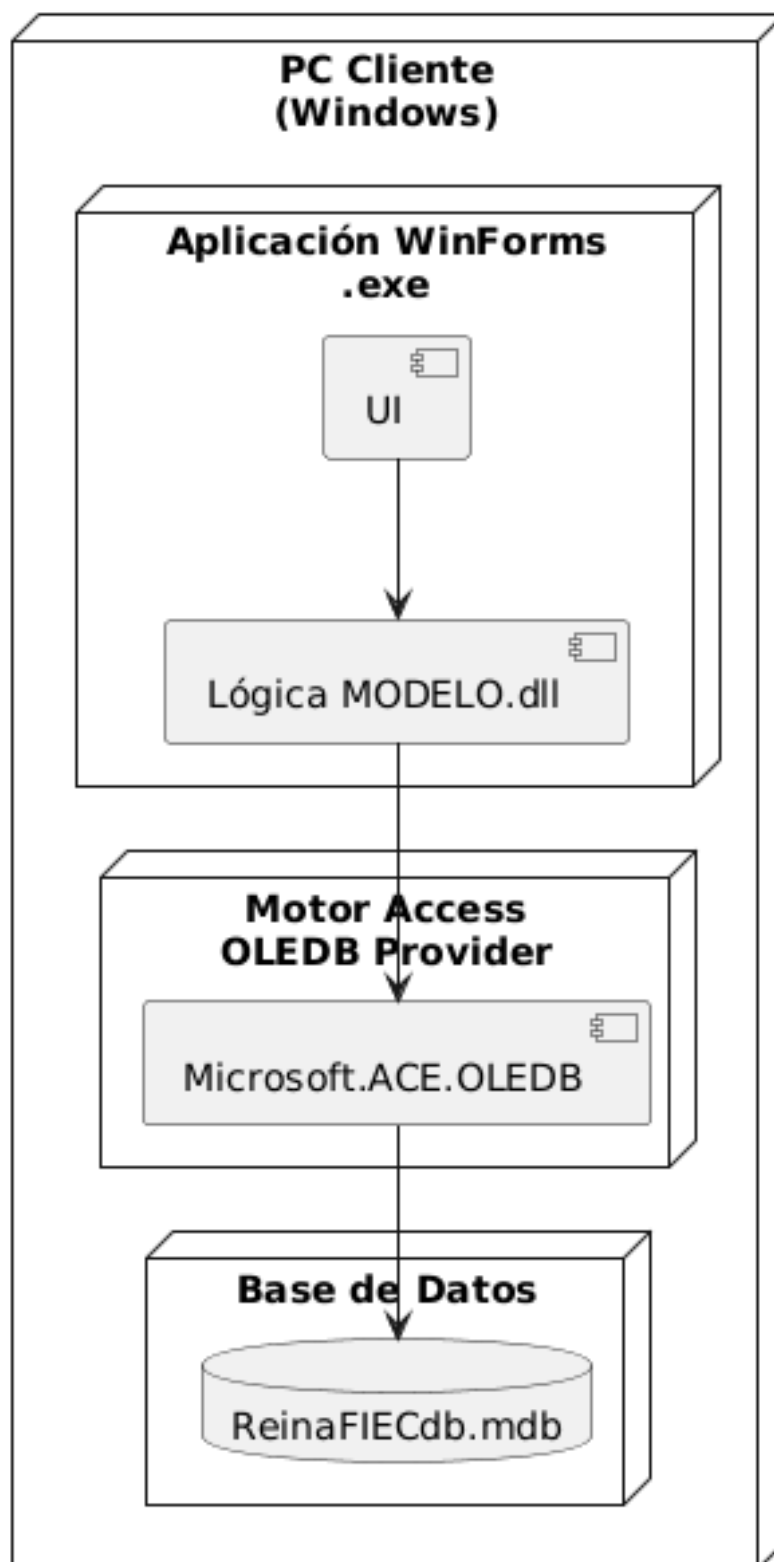 PC Cliente
(Windows)
Aplicación WinForms
.exe
UI
Lógica MODELO.dll
Motor Access
OLEDB Provider
Microsoft.ACE.OLEDB
Base de Datos
ReinaFIECdb.mdb